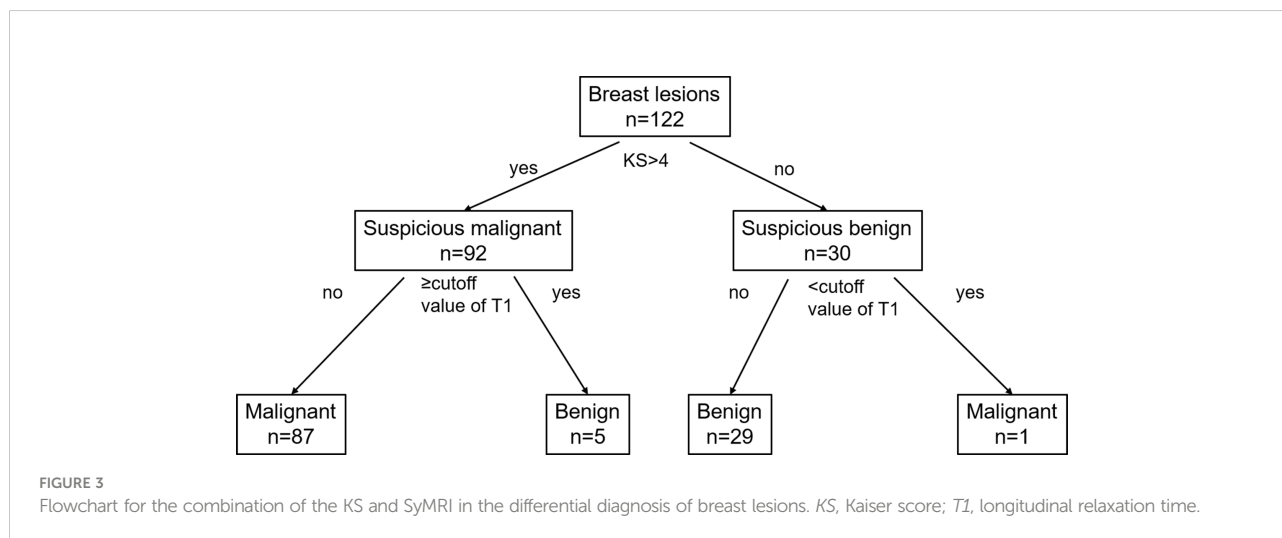 Breast lesions
n=122
KS>4
yes
no
Suspicious malignant
n=92
Suspicious benign
n=30
no
≥cutoff
value of T1
yes
no
<cutoff
value of T1
yes
Malignant
n=87
Benign
n=5
Benign
n=29
Malignant
n=1
FIGURE 3
Flowchart for the combination of the KS and SyMRI in the differential diagnosis of breast lesions. KS, Kaiser score; T1, longitudinal relaxation time.